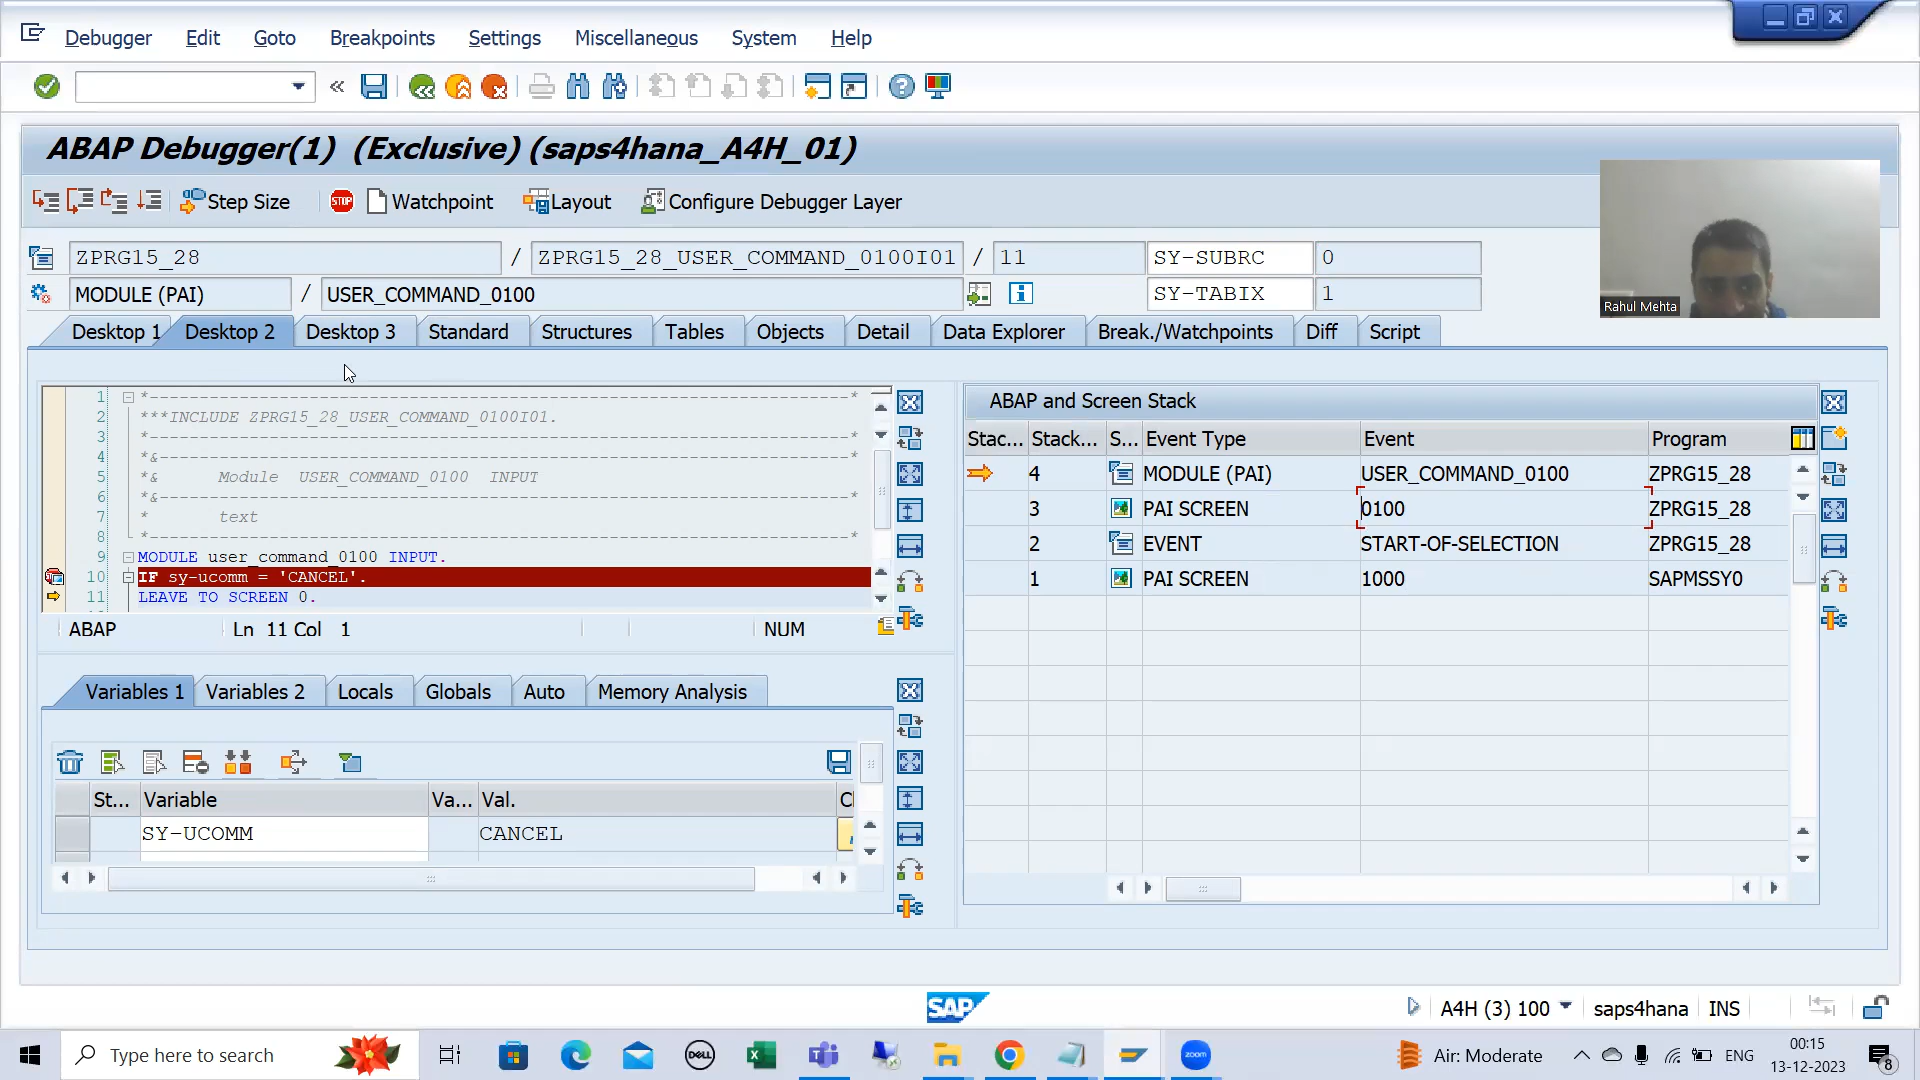 Debugger Edit Goto Breakpoints Settings Miscellaneous System Help
«
ABAP Debugger(1) (Exclusive) (saps4hana_A4H_01)
Step Size STOP Watchpoint Layout Configure Debugger Layer
ZPRG15_28 / ZPRG15_28_USER_COMMAND_0100I01 / 11 SY-SUBRC 0
MODULE (PAI) / USER_COMMAND_0100 SY-TABIX 1
Rahul Mehta
Desktop 1 Desktop 2 Desktop 3 Standard Structures Tables Objects Detail Data Explorer Break./Watchpoints Diff Script
1 *---------------------------------------------------------------------*
2 ***INCLUDE ZPRG15_28_USER_COMMAND_0100I01.
3 *---------------------------------------------------------------------*
4 *&---------------------------------------------------------------------*
5 *& Module USER_COMMAND_0100 INPUT
6 *&---------------------------------------------------------------------*
7 * text
8 *---------------------------------------------------------------------*
9 MODULE user_command_0100 INPUT.
10 IF sy-ucomm = 'CANCEL'.
11 LEAVE TO SCREEN 0.
ABAP Ln 11 Col 1 NUM
ABAP and Screen Stack
Stac... Stack... S... Event Type Event Program
4 MODULE (PAI) USER_COMMAND_0100 ZPRG15_28
3 PAI SCREEN 0100 ZPRG15_28
2 EVENT START-OF-SELECTION ZPRG15_28
1 PAI SCREEN 1000 SAPMSSY0
Variables 1 Variables 2 Locals Globals Auto Memory Analysis
St... Variable Va... Val. C
SY-UCOMM CANCEL
SAP
A4H (3) 100 saps4hana INS
Type here to search
DELL
zoom
Air: Moderate
ENG
00:15
13-12-2023
8